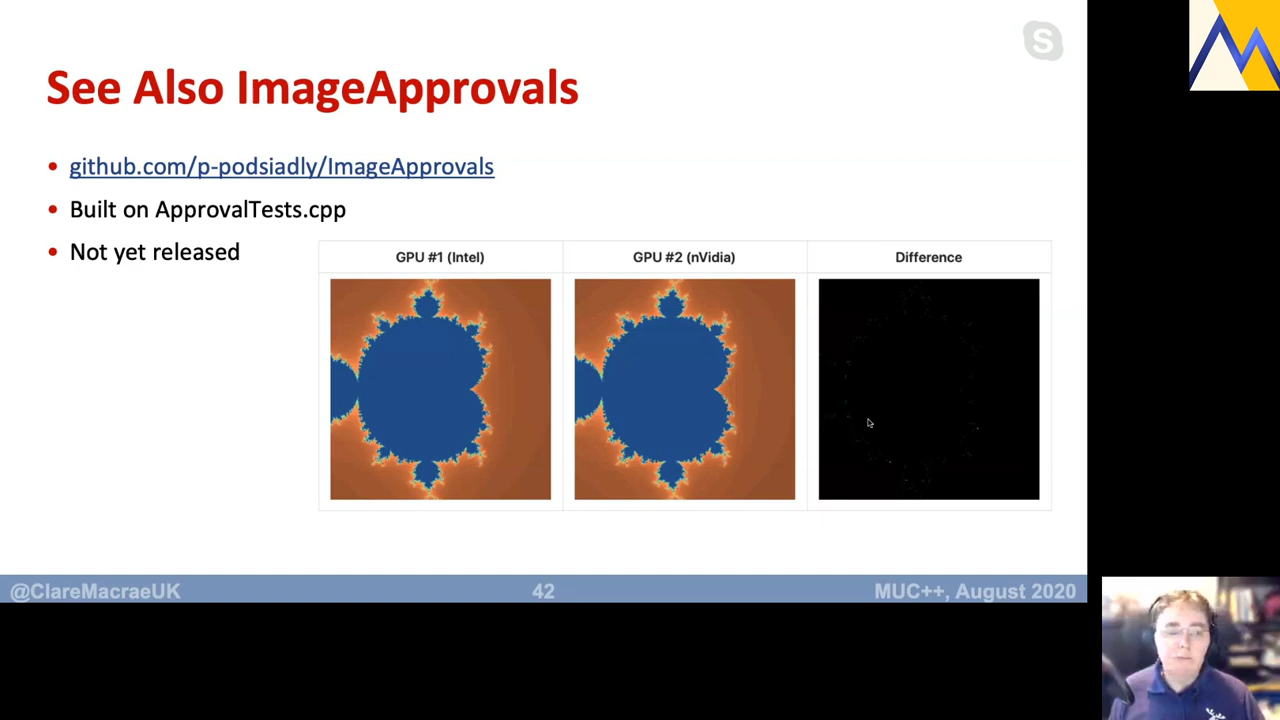 See Also ImageApprovals
• github.com/p-podsiadly/ImageApprovals
• Built on ApprovalTests.cpp
• Not yet released
GPU #1 (Intel)
GPU #2 (nVidia)
Difference
@ClareMacraeUK
42
MUC++, August 2020